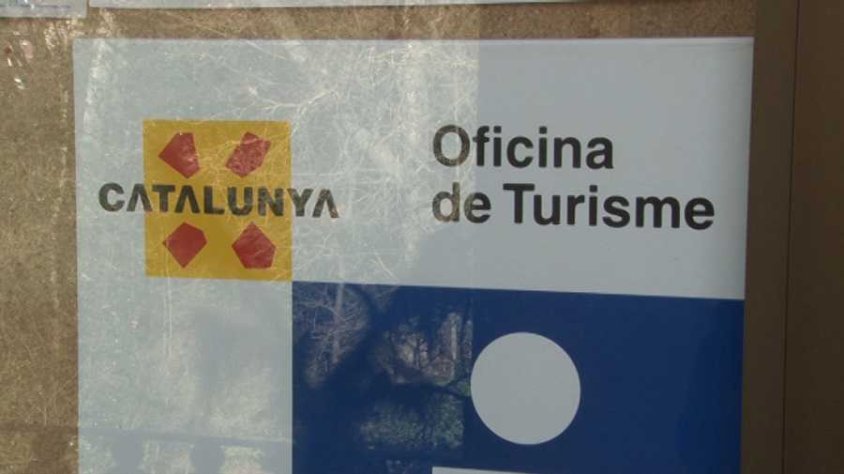 CATALUNYA
Oficina
de Turisme